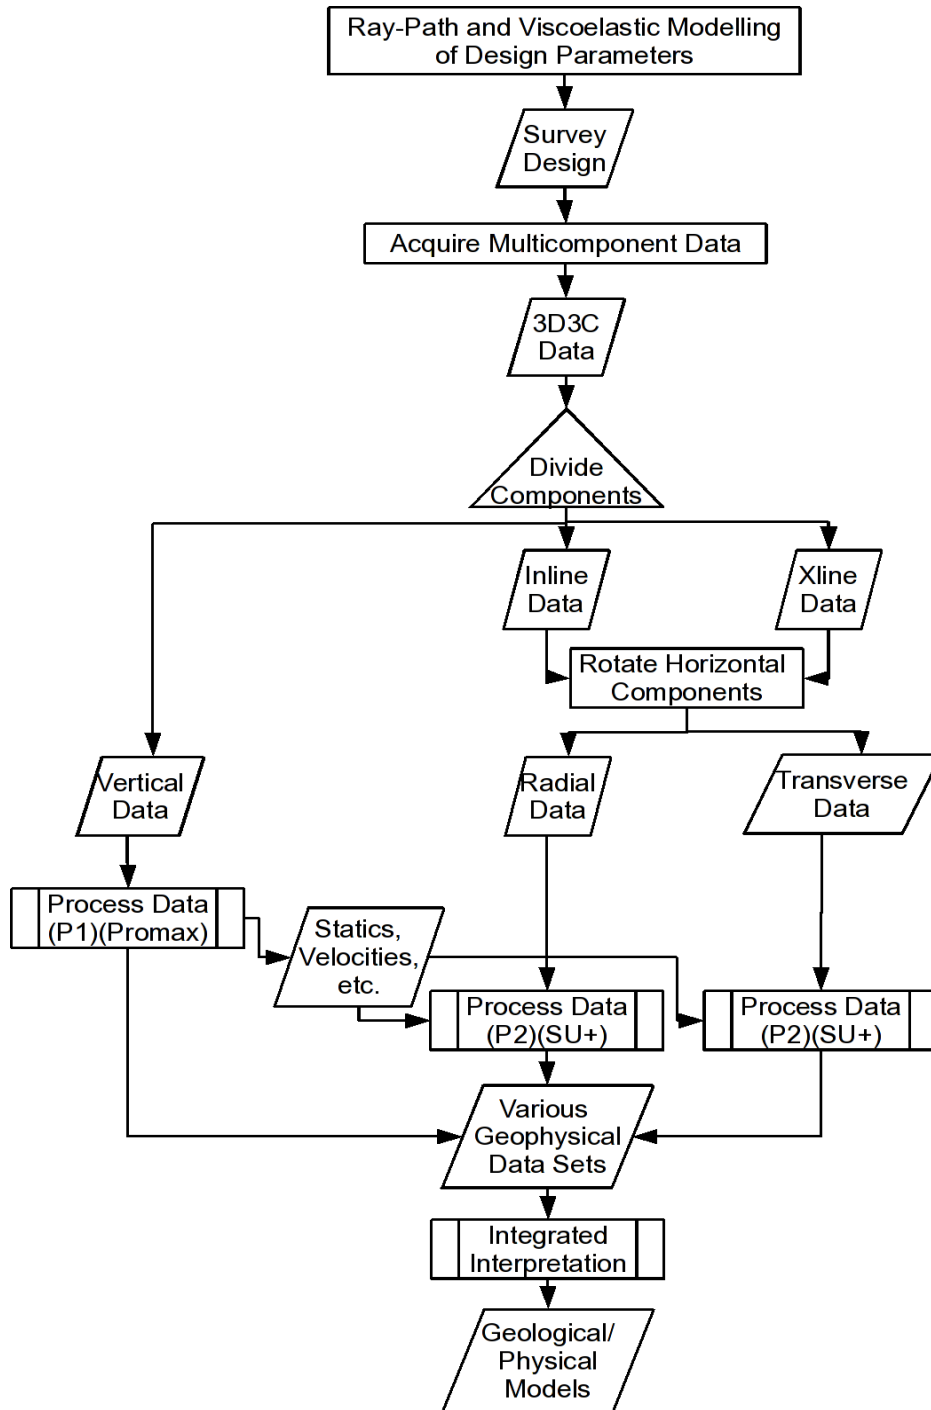 Ray-Path and Viscoelastic Modelling
of Design Parameters
Survey
Design
Acquire Multicomponent Data
3D3C
Data
Divide
Components
Inline
Data
Xline
Data
Rotate Horizontal
Components
Vertical
Data
Radial
Data
Transverse
Data
Process Data
(P1)(Promax)
Statics,
Velocities,
etc.
Process Data
(P2)(SU+)
Process Data
(P2)(SU+)
Various
Geophysical
Data Sets
Integrated
Interpretation
Geological/
Physical
Models